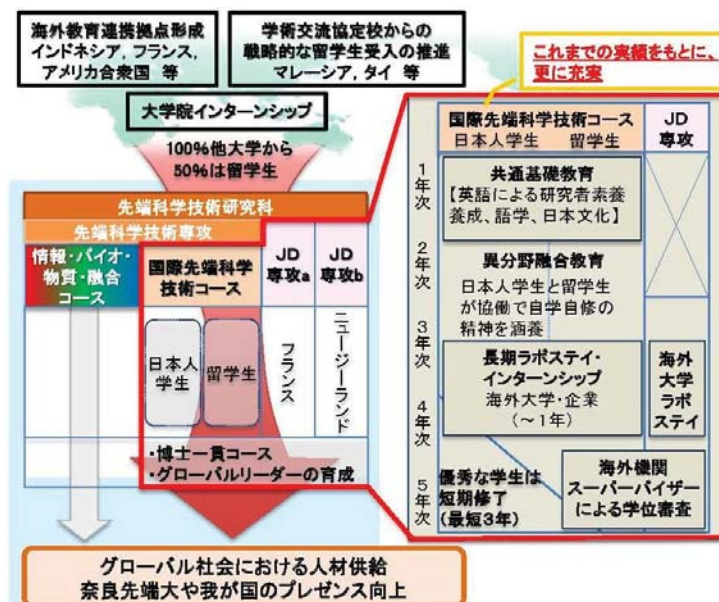 海外教育連携拠点形成
インドネシア，フランス，
アメリカ合衆国 等
学術交流協定校からの
戦略的な留学生受入の推進
マレーシア，タイ 等
大学院インターンシップ
100%他大学から
50%は留学生
先端科学技術研究科
先端科学技術専攻
情報・バイオ・
物質・融合
コース
国際先端科学
技術コース
JD
専攻a
JD
専攻b
日本人
学生
留学生
フランス
ニュージーランド
・博士一貫コース
・グローバルリーダーの育成
グローバル社会における人材供給
奈良先端大や我が国のプレゼンス向上
これまでの実績をもとに、
更に充実
国際先端科学技術コース
日本人学生 留学生
JD
専攻
1年次
共通基礎教育
【英語による研究者素養
養成、語学、日本文化】
2年次
異分野融合教育
日本人学生と留学生
が協働で自学自修の
精神を涵養
3年次
長期ラボステイ・
インターンシップ
海外大学・企業
（～1年）
海外
大学
ラボ
ステイ
4年次
5年次
優秀な学生は
短期修了
（最短3年）
海外機関
スーパーバイザー
による学位審査